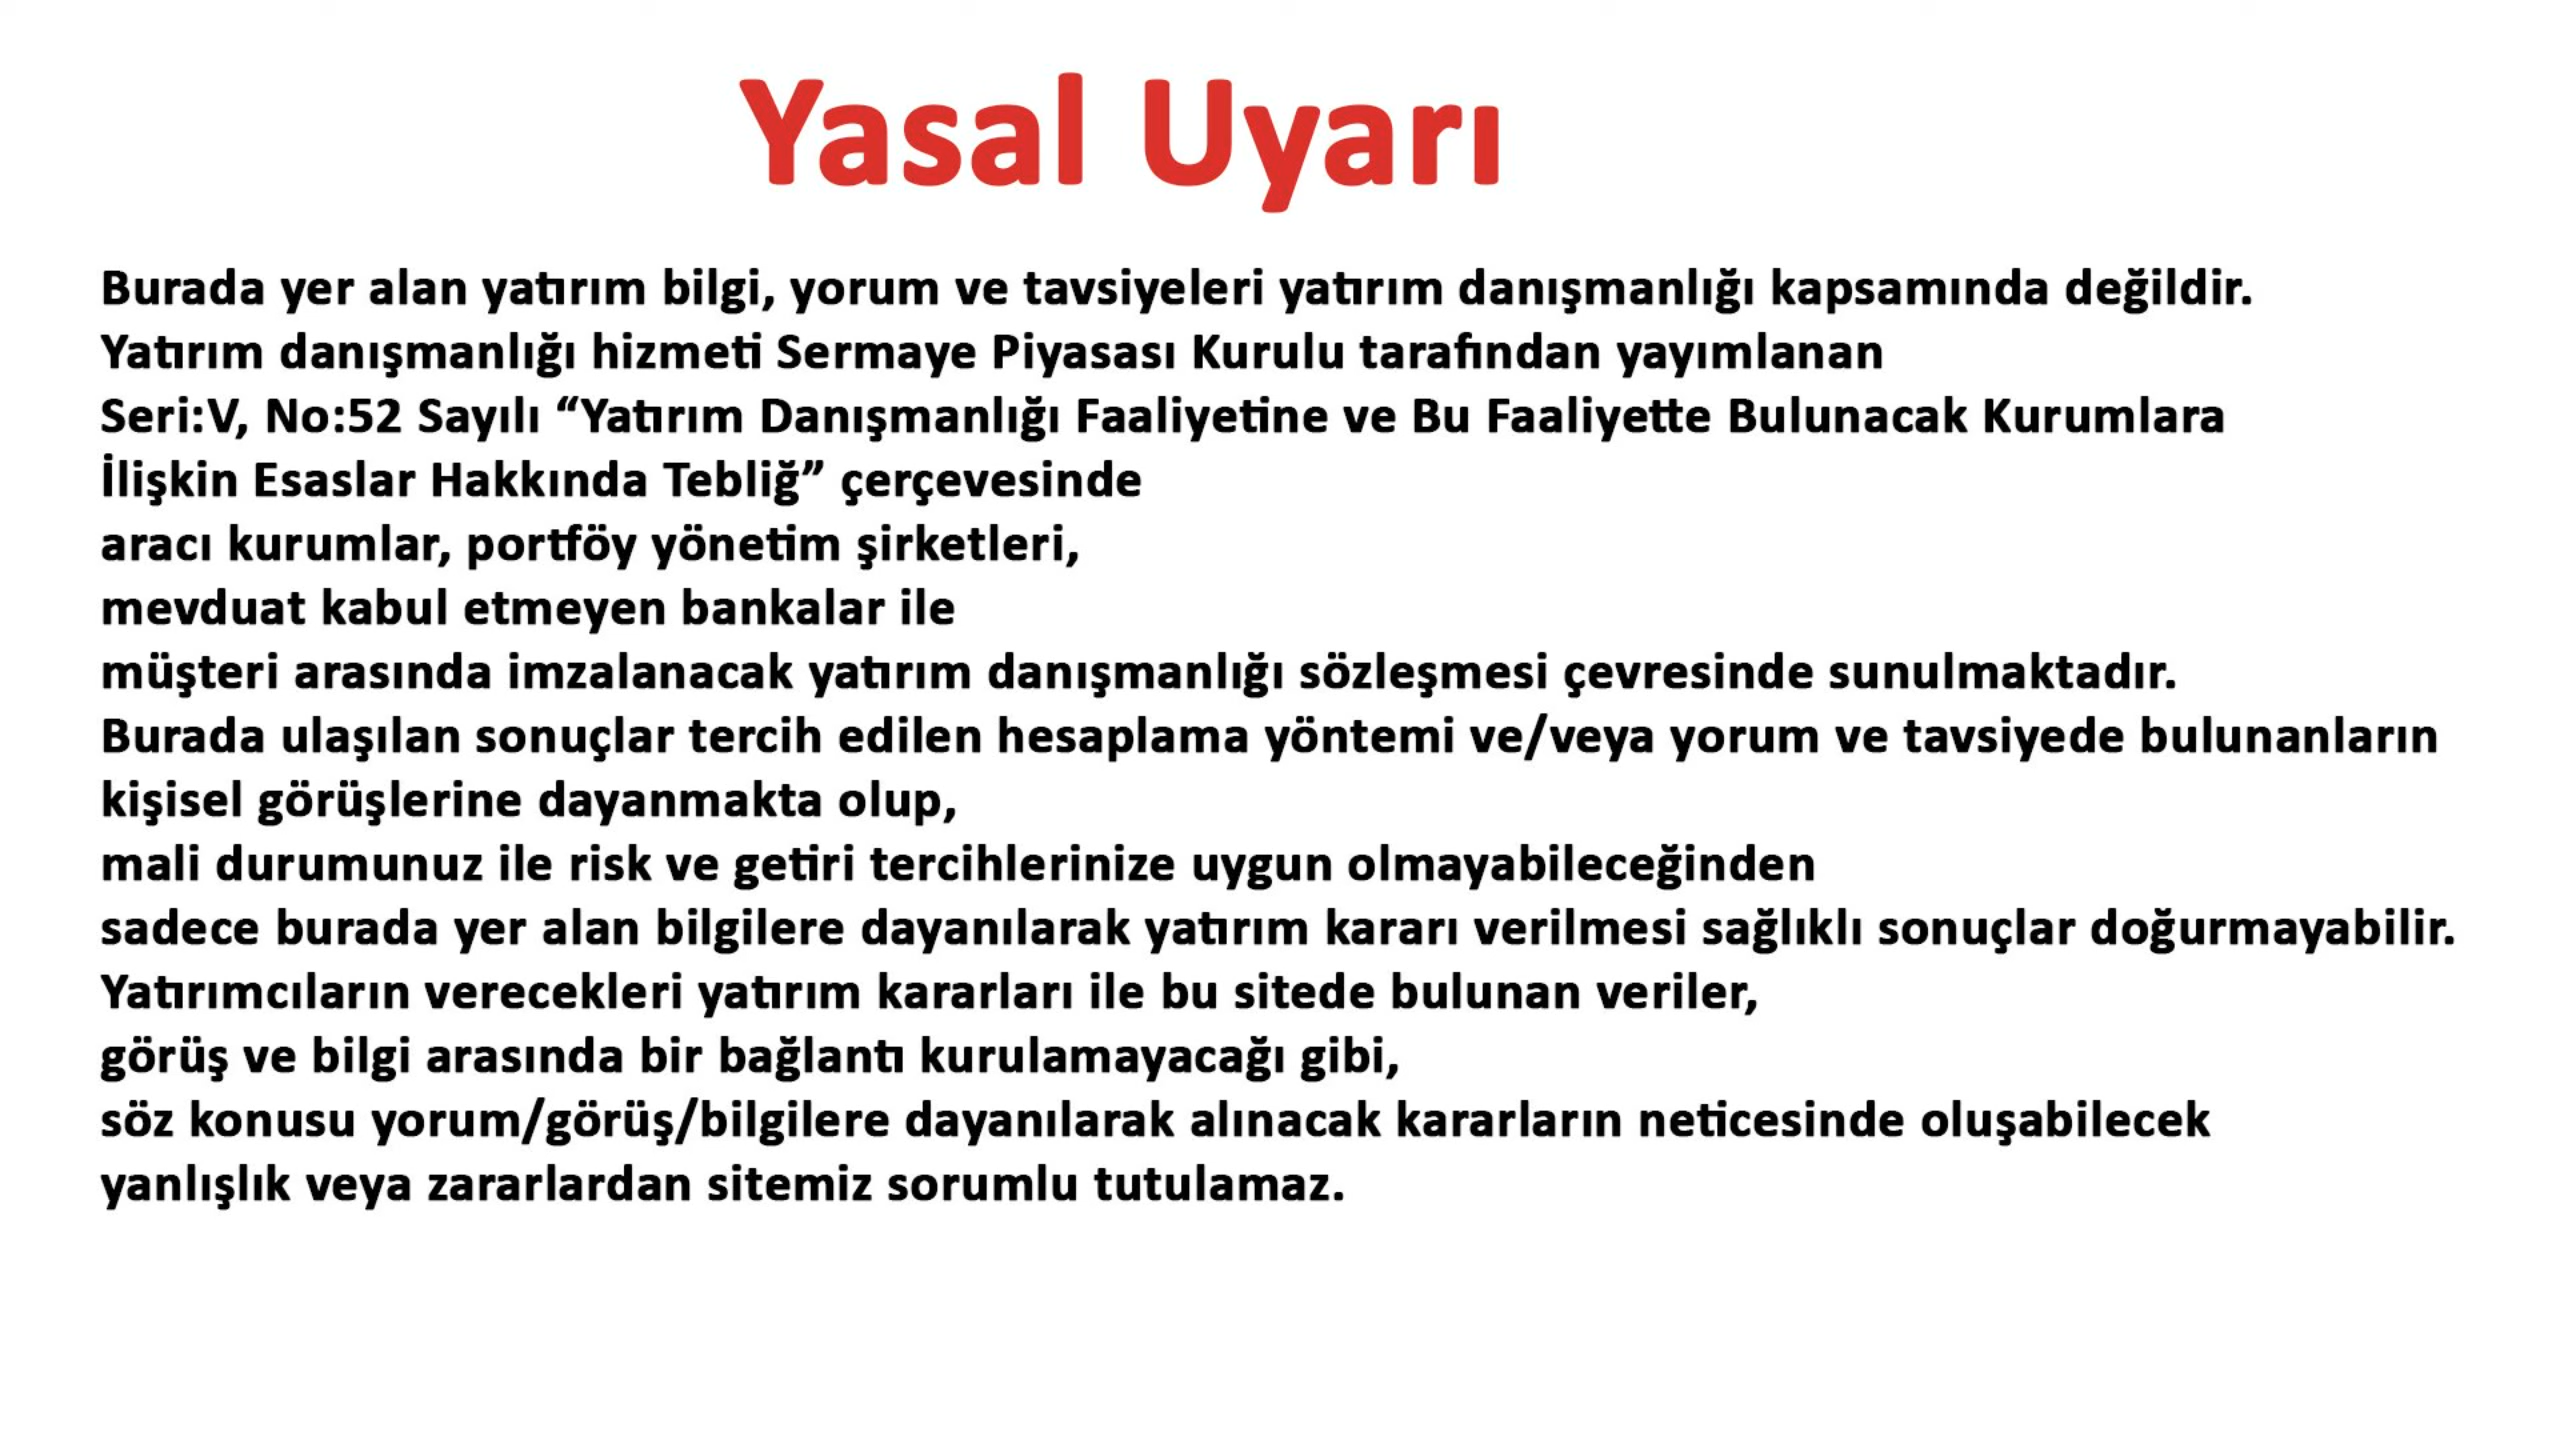 Yasal Uyarı
Burada yer alan yatırım bilgi, yorum ve tavsiyeleri yatırım danışmanlığı kapsamında değildir.
Yatırım danışmanlığı hizmeti Sermaye Piyasası Kurulu tarafından yayımlanan
Seri:V, No:52 Sayılı “Yatırım Danışmanlığı Faaliyetine ve Bu Faaliyette Bulunacak Kurumlara
İlişkin Esaslar Hakkında Tebliğ” çerçevesinde
aracı kurumlar, portföy yönetim şirketleri,
mevduat kabul etmeyen bankalar ile
müşteri arasında imzalanacak yatırım danışmanlığı sözleşmesi çevresinde sunulmaktadır.
Burada ulaşılan sonuçlar tercih edilen hesaplama yöntemi ve/veya yorum ve tavsiyede bulunanların
kişisel görüşlerine dayanmakta olup,
mali durumunuz ile risk ve getiri tercihlerinize uygun olmayabileceğinden
sadece burada yer alan bilgilere dayanılarak yatırım kararı verilmesi sağlıklı sonuçlar doğurmayabilir.
Yatırımcıların verecekleri yatırım kararları ile bu sitede bulunan veriler,
görüş ve bilgi arasında bir bağlantı kurulamayacağı gibi,
söz konusu yorum/görüş/bilgilere dayanılarak alınacak kararların neticesinde oluşabilecek
yanlışlık veya zararlardan sitemiz sorumlu tutulamaz.